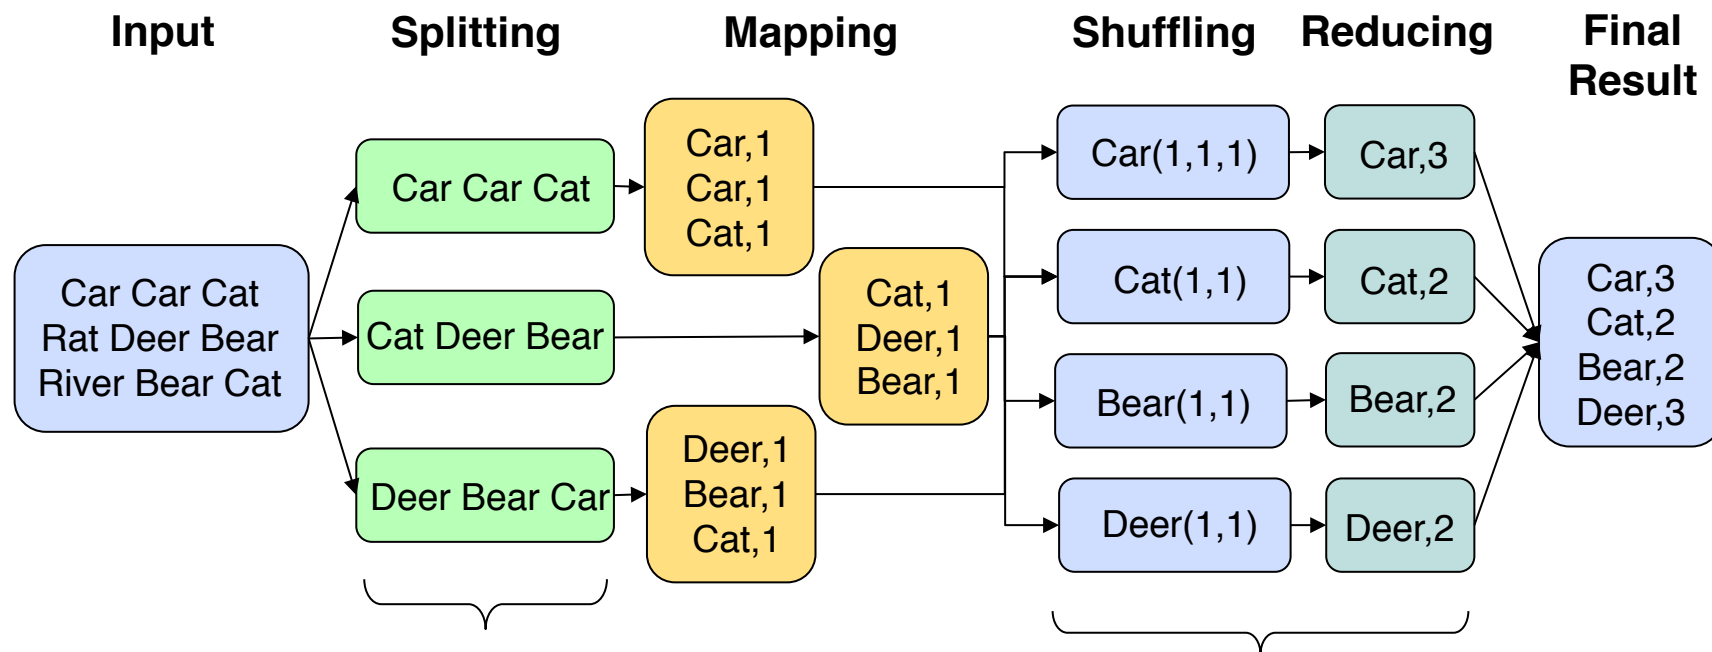 Input
Splitting
Mapping
Shuffling
Reducing
Final
Result
Car Car Cat
Rat Deer Bear
River Bear Cat
Car Car Cat
Cat Deer Bear
Deer Bear Car
Car,1
Car,1
Cat,1
Cat,1
Deer,1
Bear,1
Deer,1
Bear,1
Cat,1
Car(1,1,1)
Cat(1,1)
Bear(1,1)
Deer(1,1)
Car,3
Cat,2
Bear,2
Deer,2
Car,3
Cat,2
Bear,2
Deer,3